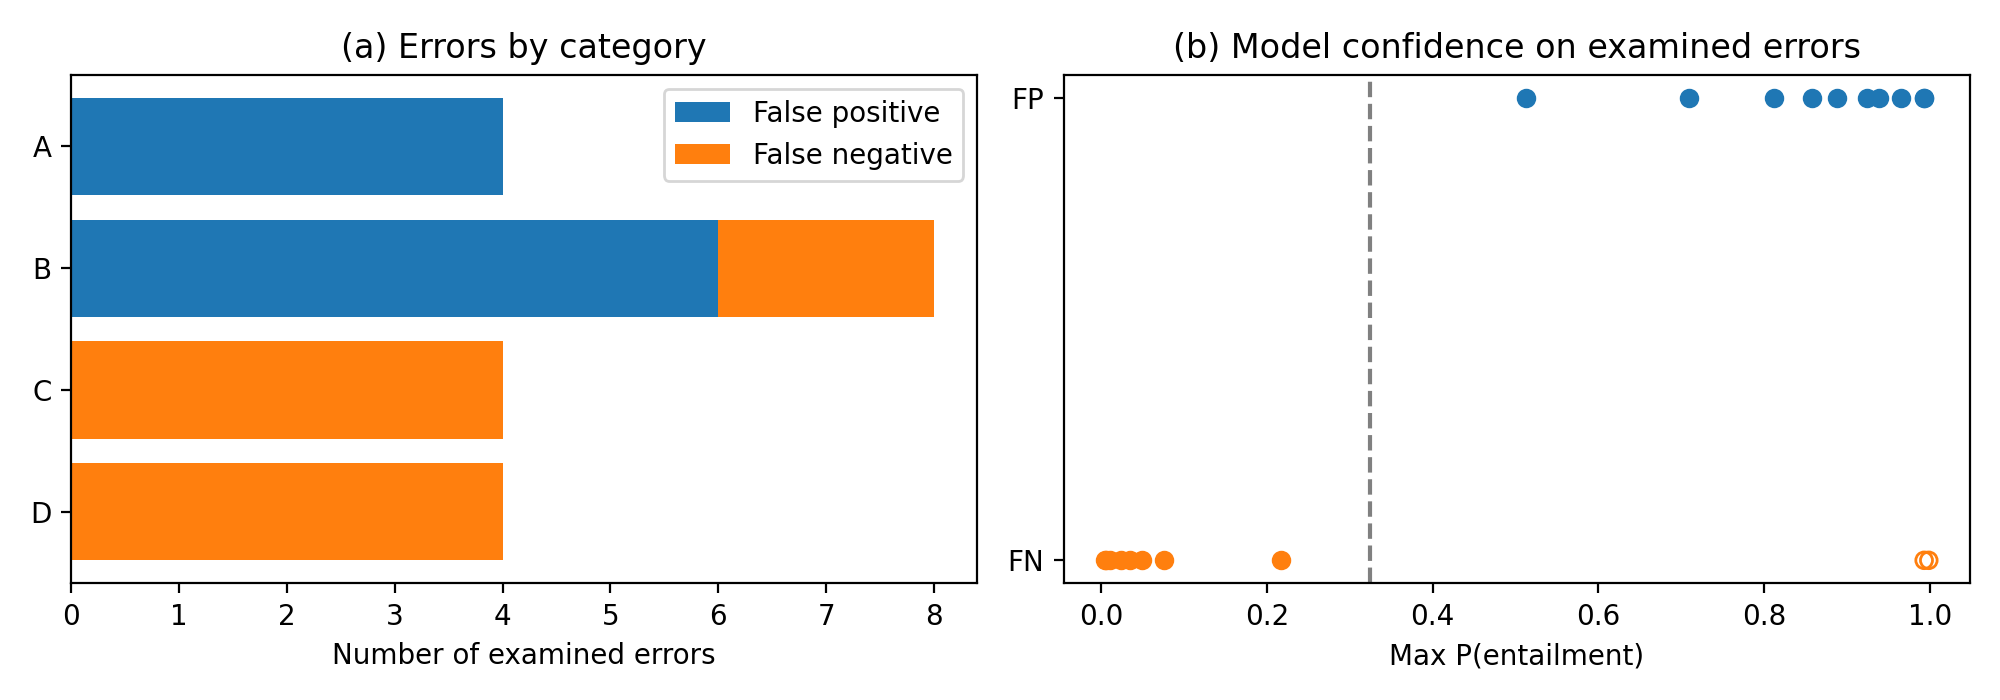 (a) Errors by category
False positive
False negative
A
B
C
D
0 1 2 3 4 5 6 7 8
Number of examined errors
(b) Model confidence on examined errors
FP
FN
0.0 0.2 0.4 0.6 0.8 1.0
Max P(entailment)